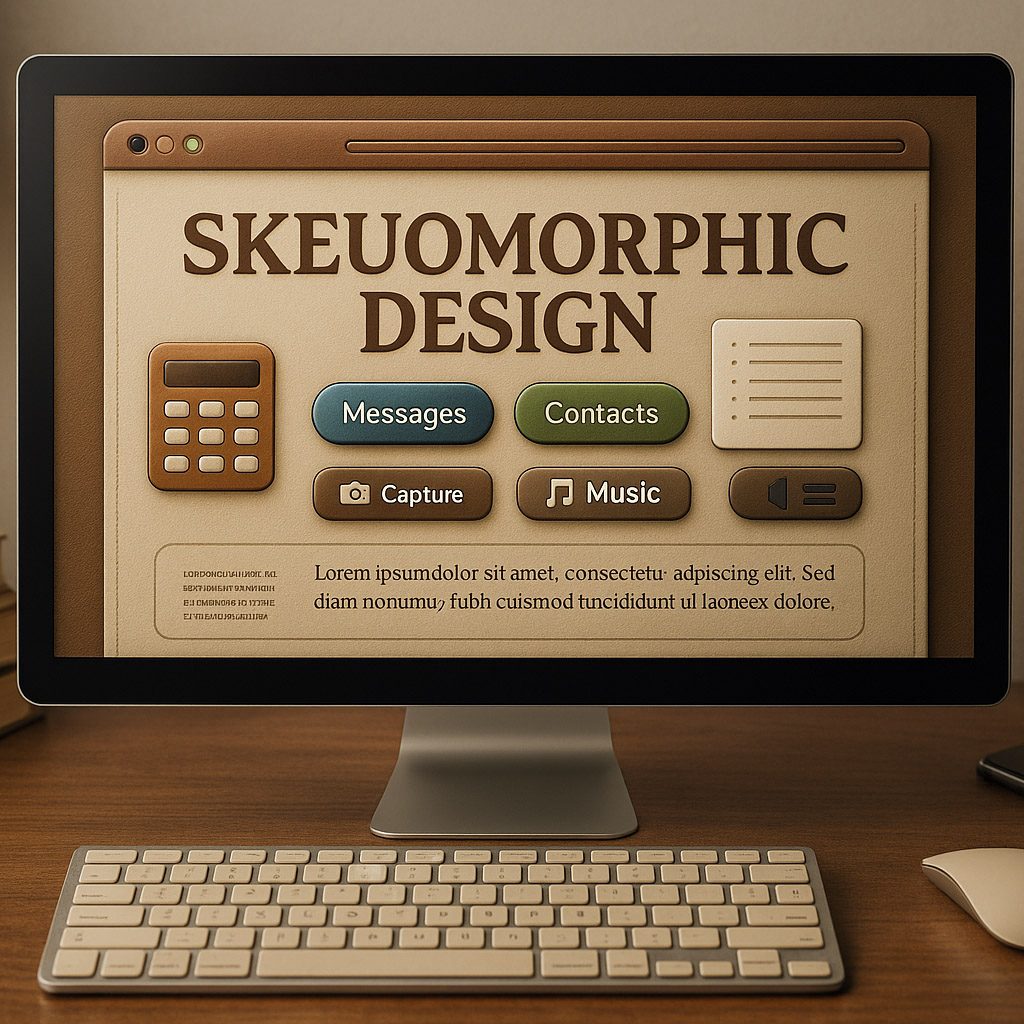 SKEUOMORPHIC
DESIGN
Messages
Contacts
Capture
Music
Lorem ipsumdolor sit amet, consectetu· adpiscing elit. Sed
diam nonumu, fubh cuismod tuncididunt ul laoneex dolore,